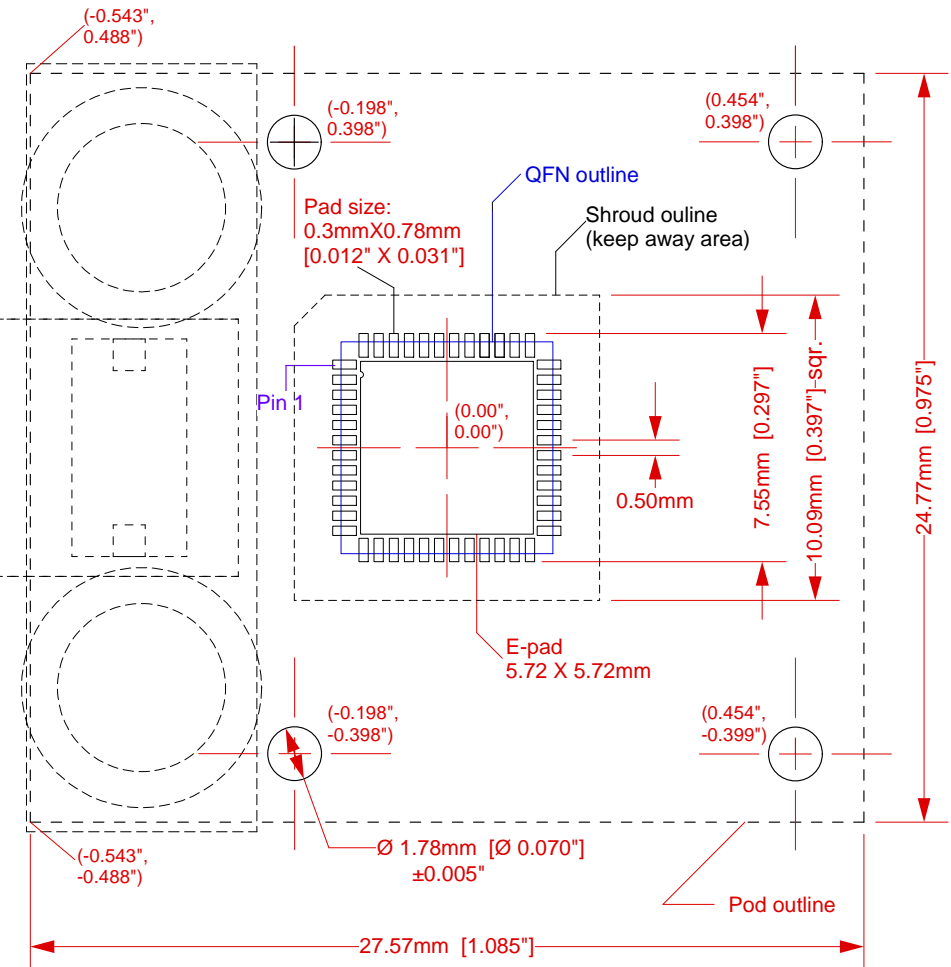 (-0.543",
0.488")
(-0.198",
0.398")
(0.454",
0.398")
QFN outline
Pad size:
0.3mmX0.78mm
[0.012" X 0.031"]
Shroud ouline
(keep away area)
Pin 1
(0.00",
0.00")
0.50mm
7.55mm [0.297"]
10.09mm [0.397"]-sqr.
24.77mm [0.975"]
E-pad
5.72 X 5.72mm
(-0.198",
-0.398")
(0.454",
-0.399")
Ø 1.78mm [Ø 0.070"]
±0.005"
(-0.543",
-0.488")
Pod outline
27.57mm [1.085"]